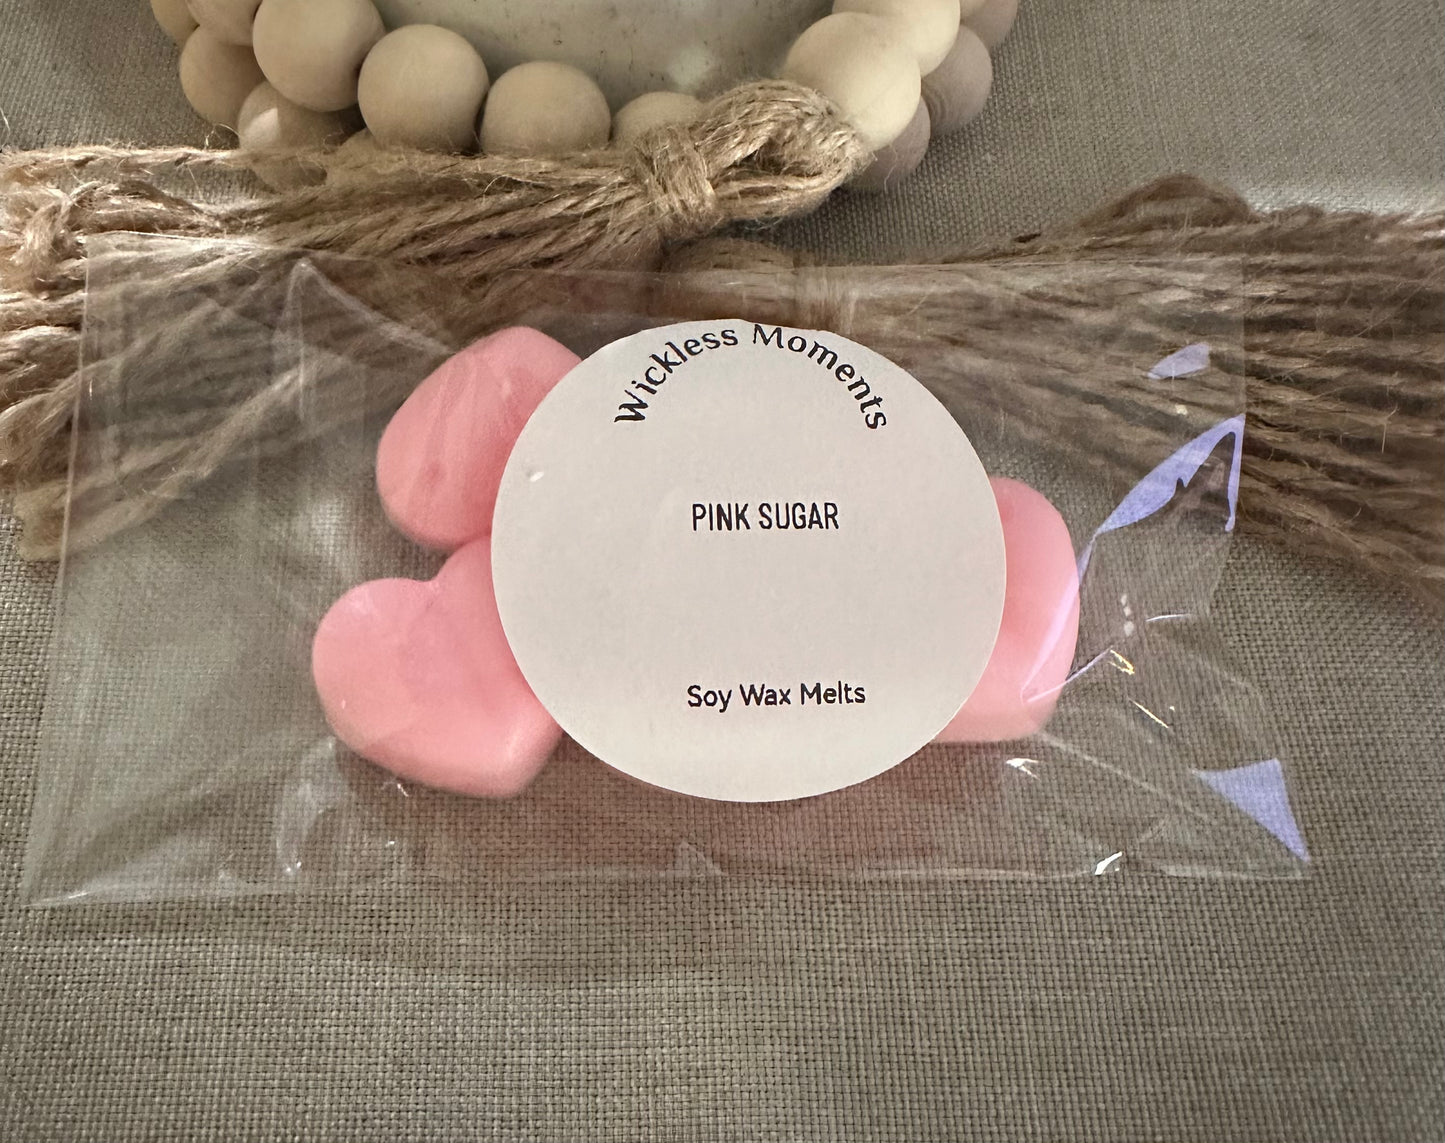 Wickless Moments
PINK SUGAR
Soy Wax Melts